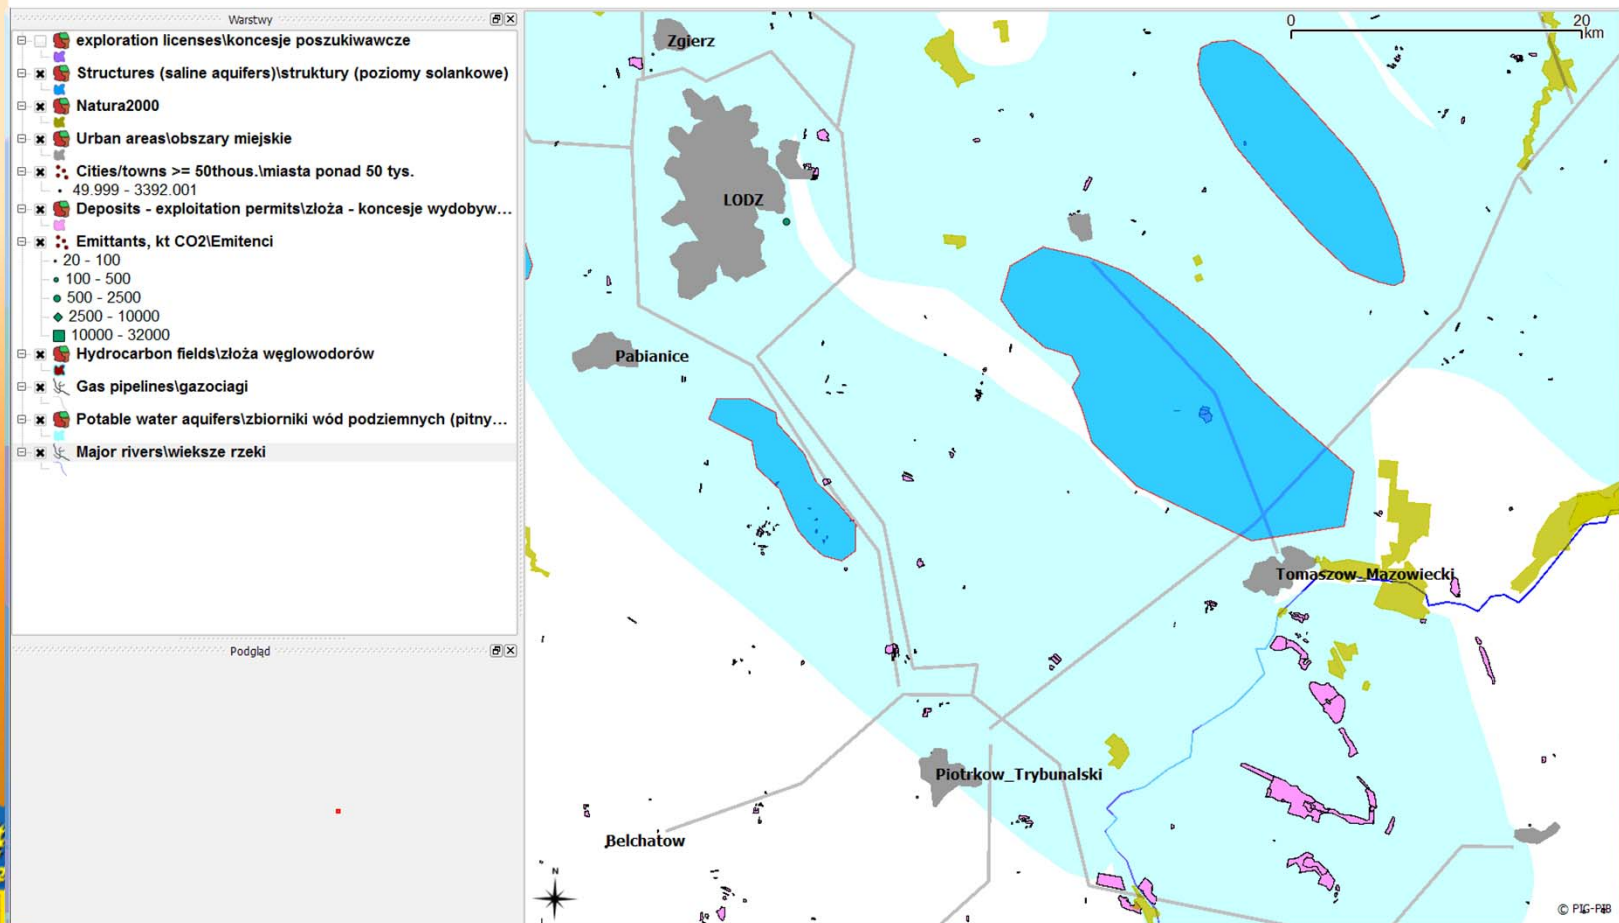 Warstwy
exploration licenses\koncesje poszukiwawcze
Structures (saline aquifers)\struktury (poziomy solankowe)
Natura2000
Urban areas\obszary miejskie
Cities/towns >= 50thous.\miasta ponad 50 tys.
49.999 - 3392.001
Deposits - exploitation permits\złoża - koncesje wydobyw...
Emittants, kt CO2\Emitenci
20 - 100
100 - 500
500 - 2500
2500 - 10000
10000 - 32000
Hydrocarbon fields\złoża węglowodorów
Gas pipelines\gazociagi
Potable water aquifers\zbiorniki wód podziemnych (pitny...
Major rivers\wieksze rzeki
Podgląd
0 20
km
Zgierz
LODZ
Pabianice
Tomaszow_Mazowiecki
Piotrkow_Trybunalski
Belchatow
N
© PIG-PIB